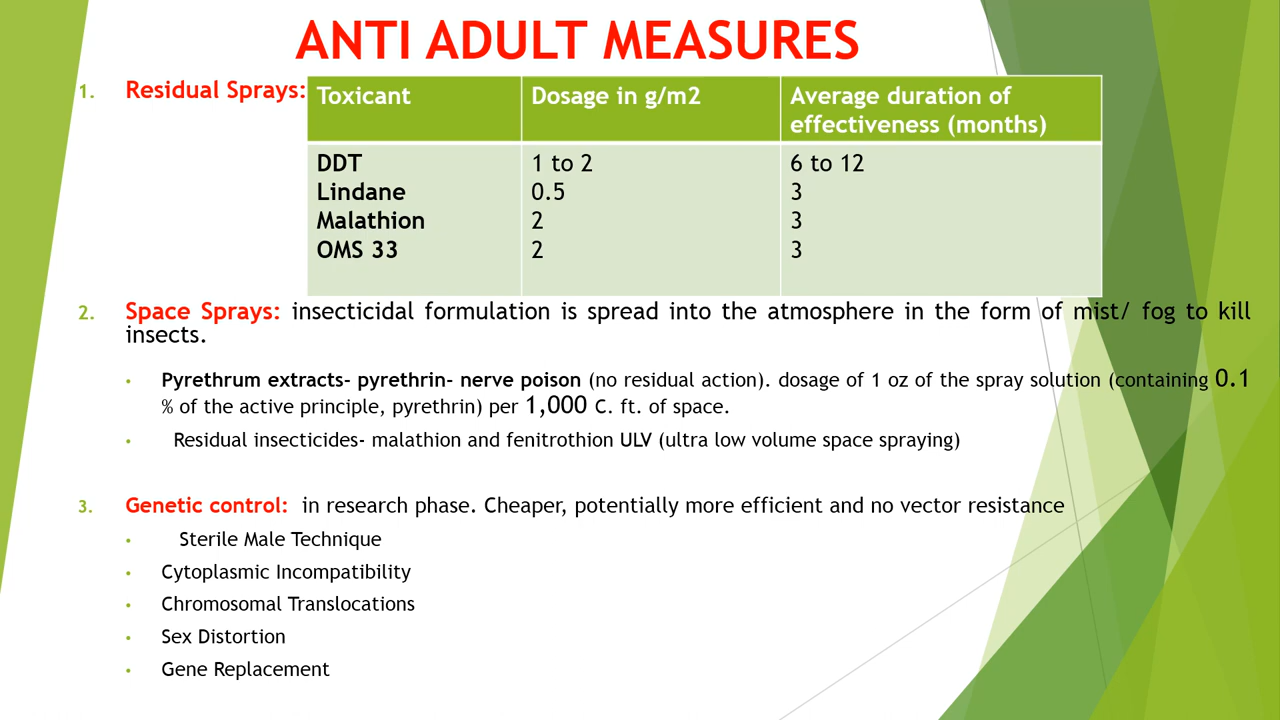 ANTI ADULT MEASURES
1. Residual Sprays:
Toxicant Dosage in g/m2 Average duration of
effectiveness (months)
DDT 1 to 2 6 to 12
Lindane 0.5 3
Malathion 2 3
OMS 33 2 3
2. Space Sprays: insecticidal formulation is spread into the atmosphere in the form of mist/ fog to kill
insects.
• Pyrethrum extracts- pyrethrin- nerve poison (no residual action). dosage of 1 oz of the spray solution (containing 0.1
% of the active principle, pyrethrin) per 1,000 C. ft. of space.
• Residual insecticides- malathion and fenitrothion ULV (ultra low volume space spraying)
3. Genetic control: in research phase. Cheaper, potentially more efficient and no vector resistance
• Sterile Male Technique
• Cytoplasmic Incompatibility
• Chromosomal Translocations
• Sex Distortion
• Gene Replacement